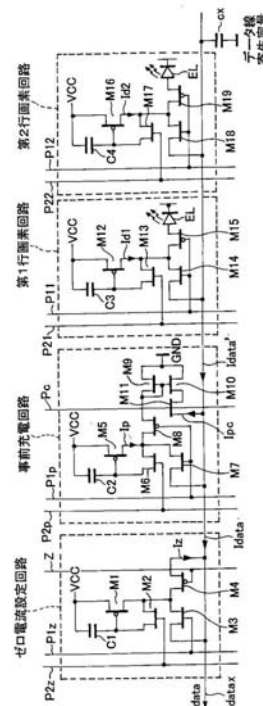 ゼロ電流設定回路
P2z
P1z
Z
VCC
C1
M1
M2
Iz
M3
M4
data
datax
事前充電回路
P2p
P1p
Pc
VCC
C2
M5
Ip
M6
M11
M9
GND
M8
M10
M7
Ipc
Idata
第1行画素回路
P21
P11
VCC
C3
M12
Id1
M13
EL
M14
M15
Idata
第2行画素回路
P22
P12
VCC
C4
M16
Id2
M17
EL
M18
M19
cx
データ線
寄生容量